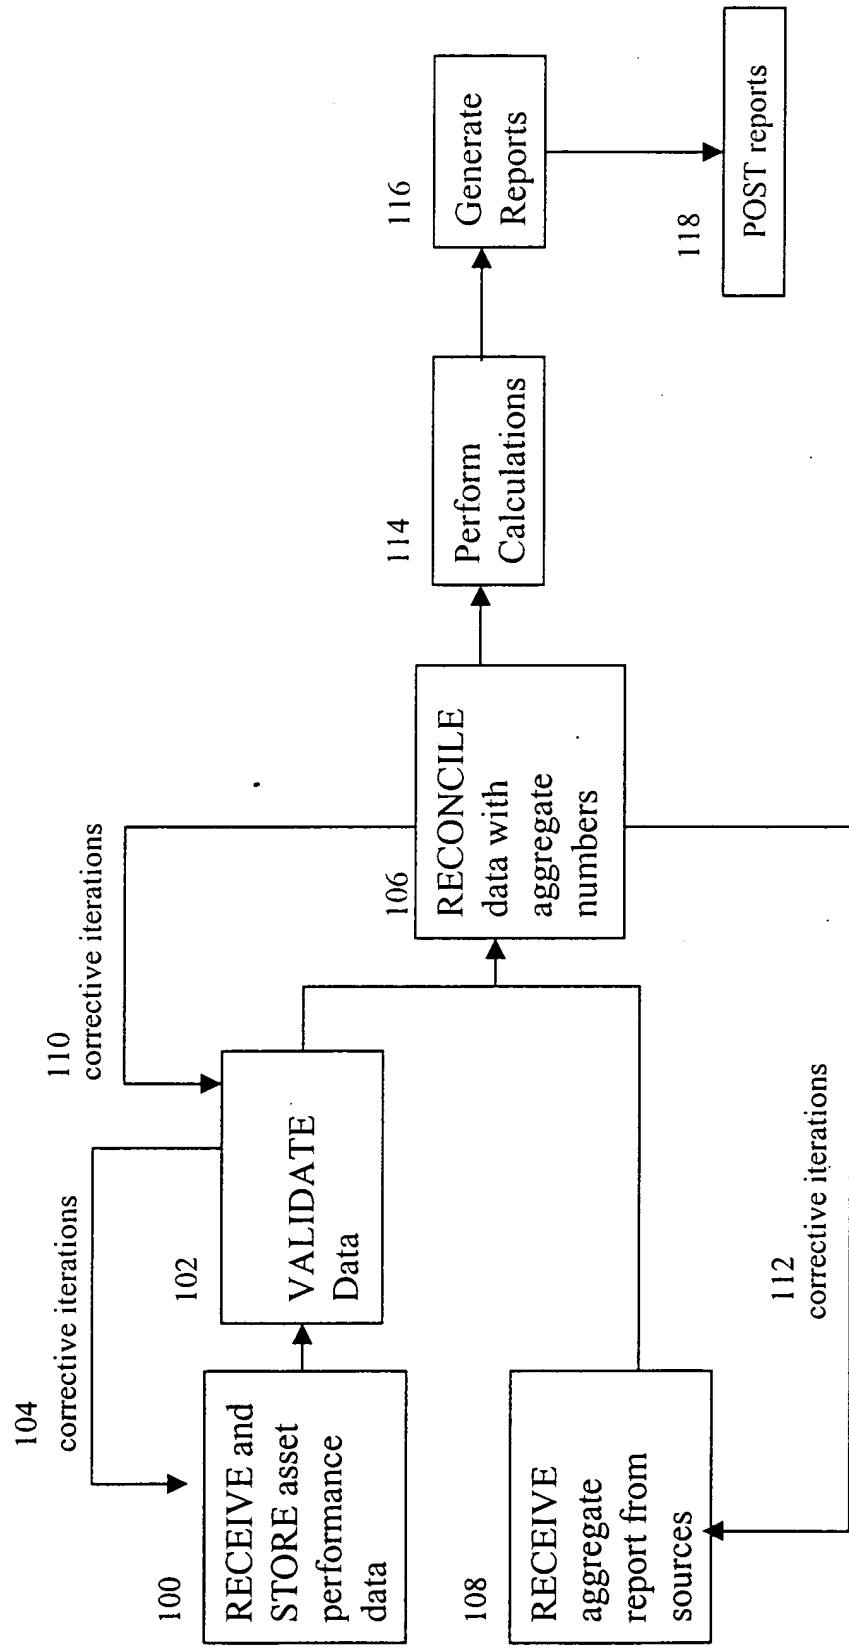 104
corrective iterations
110
corrective iterations
100
RECEIVE and
STORE asset
performance
data
102
VALIDATE
Data
106
RECONCILE
data with
aggregate
numbers
114
Perform
Calculations
116
Generate
Reports
108
RECEIVE
aggregate
report from
sources
118
POST reports
112
corrective iterations